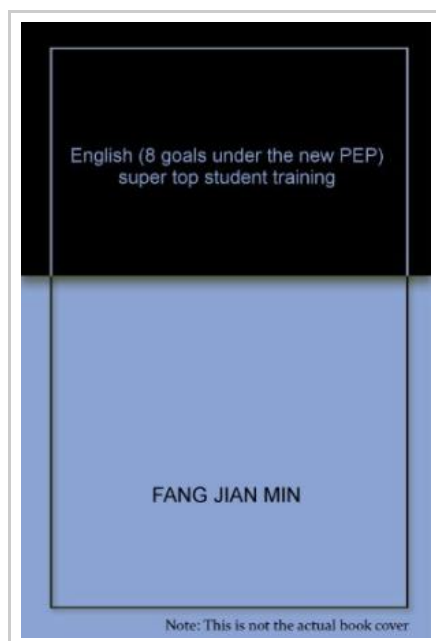 English (8 goals under the new PEP)
super top student training
FANG JIAN MIN
Note: This is not the actual book cover